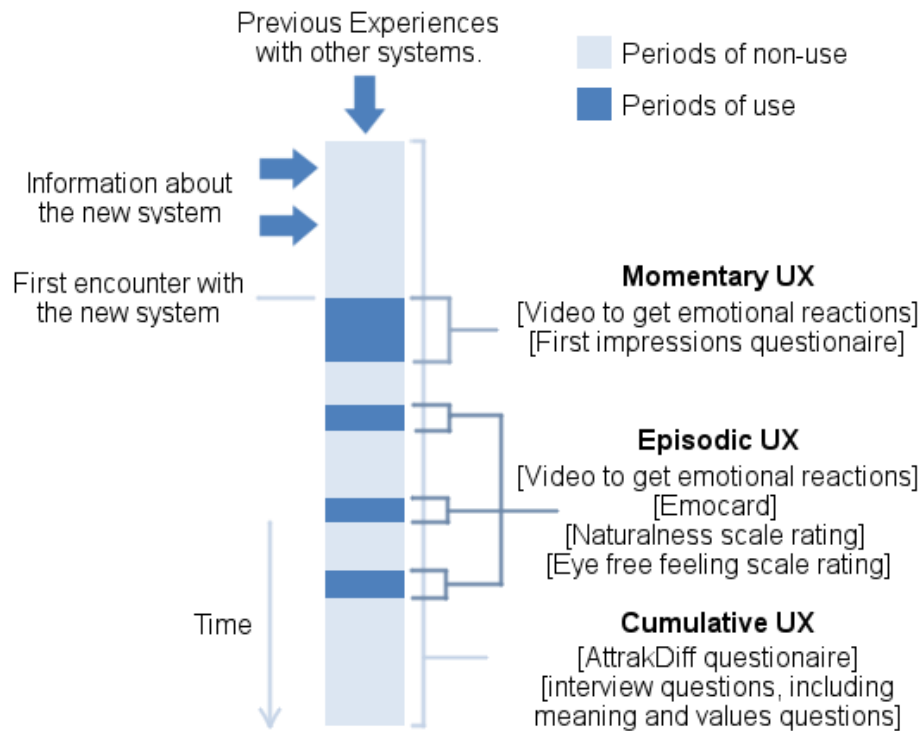 Previous Experiences
with other systems.
Periods of non-use
Periods of use
Information about
the new system
First encounter with
the new system
Momentary UX
[Video to get emotional reactions]
[First impressions questionaire]
Episodic UX
[Video to get emotional reactions]
[Emocard]
[Naturalness scale rating]
[Eye free feeling scale rating]
Time
Cumulative UX
[AttrakDiff questionaire]
[interview questions, including
meaning and values questions]